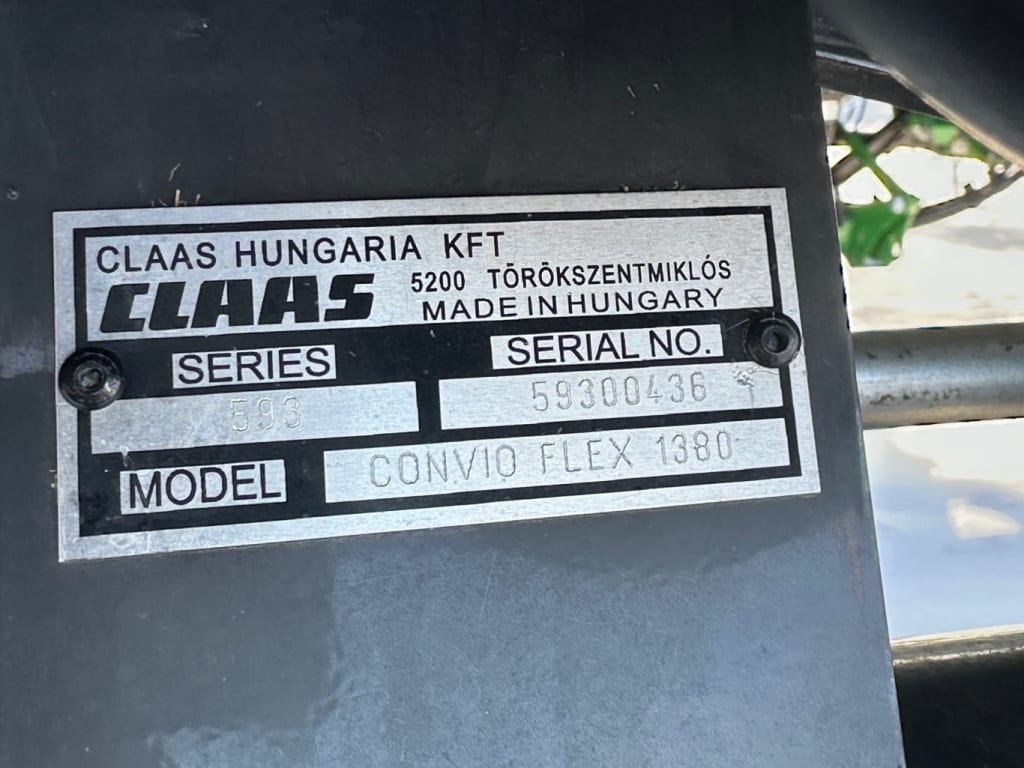 CLAAS HUNGARIA KFT
CLAAS 5200 TÖRÖKSZENTMIKLÓS
MADE IN HUNGARY
SERIES SERIAL NO.
593 59300436
MODEL CONVIO FLEX 1380